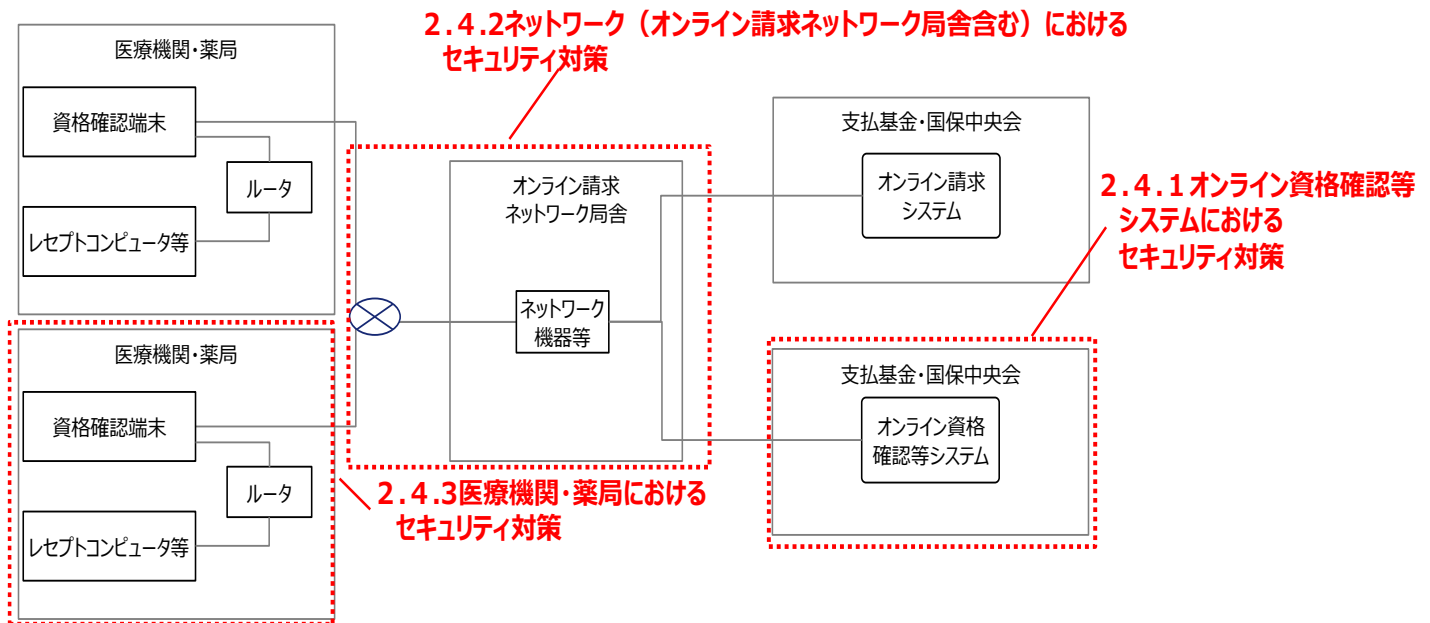 2.4.2ネットワーク（オンライン請求ネットワーク局舎含む）における
セキュリティ対策
医療機関・薬局
資格確認端末
ルータ
レセプトコンピュータ等
オンライン請求
ネットワーク局舎
ネットワーク
機器等
支払基金・国保中央会
オンライン請求
システム
2.4.1オンライン資格確認等
システムにおける
セキュリティ対策
医療機関・薬局
資格確認端末
ルータ
レセプトコンピュータ等
2.4.3医療機関・薬局における
セキュリティ対策
支払基金・国保中央会
オンライン資格
確認等システム